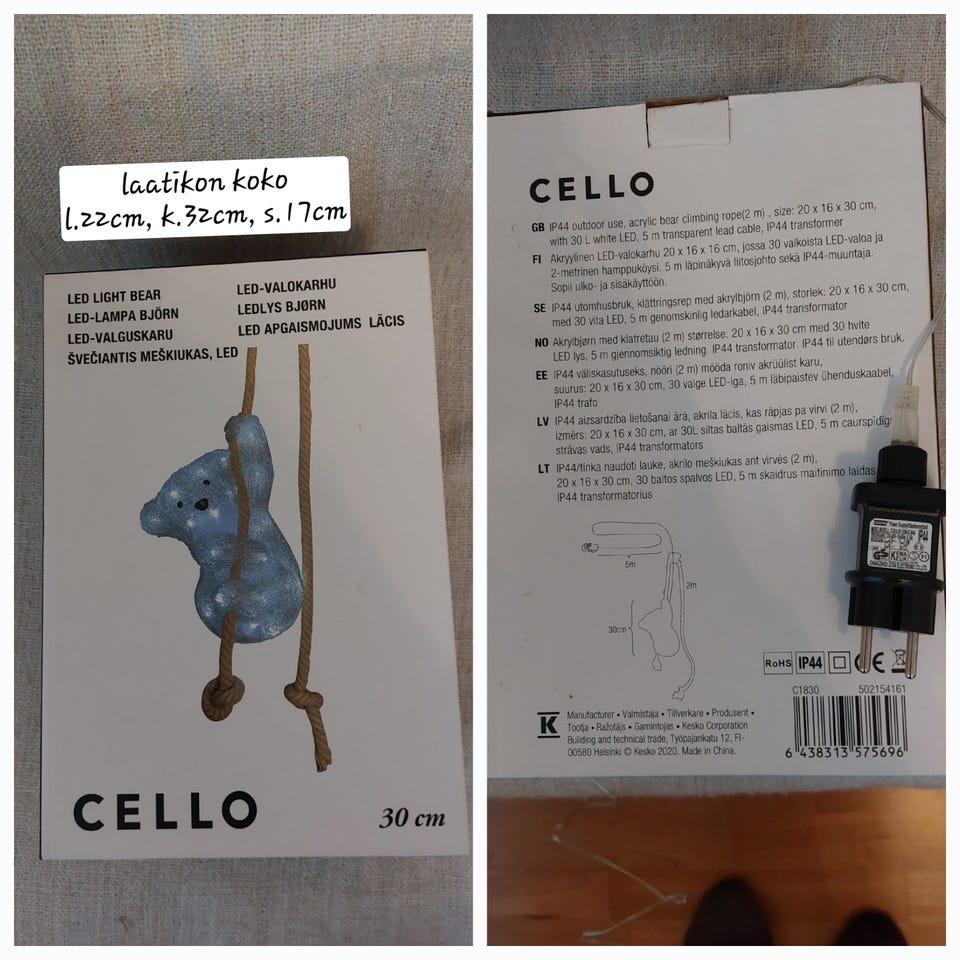 laatikon koko
l.22cm, k.32cm, s.17cm
LED LIGHT BEAR
LED-LAMPA BJÖRN
LED-VALGUSKARU
ŠVEČIANTIS MEŠKIUKAS, LED
LED-VALOKARHU
LEDLYS BJØRN
LED APGAISMOJUMS LĀCIS
CELLO
30 cm
CELLO
GB IP44 outdoor use, acrylic bear climbing rope(2 m) , size: 20 x 16 x 30 cm,
with 30 L white LED, 5 m transparent lead cable, IP44 transformer
FI Akryylinen LED-valokarhu 20 x 16 x 16 cm, jossa 30 valkoista LED-valoa ja
2-metrinen hamppuköysi. 5 m läpinäkyvä liitosjohto sekä IP44-muuntaja.
Sopii ulko- ja sisäkäyttöön.
SE IP44 utomhusbruk, klättringsrep med akrylbjörn (2 m), storlek: 20 x 16 x 30 cm,
med 30 vita LED, 5 m genomskinlig ledarkabel, IP44 transformator
NO Akrylbjørn med klatretau (2 m) størrelse: 20 x 16 x 30 cm med 30 hvite
LED lys, 5 m gjennomsiktig ledning. IP44 transformator. IP44 til utendørs bruk.
EE IP44 väliskasutuseks, nööri (2 m) mööda roniv akrüülist karu,
suurus: 20 x 16 x 30 cm, 30 valge LED-iga, 5 m läbipaistev ühenduskaabel,
IP44 trafo
LV IP44 aizsardzība lietošanai ārā, akrila lācis, kas rāpjas pa virvi (2 m),
izmērs: 20 x 16 x 30 cm, ar 30L siltas baltās gaismas LED, 5 m caurspīdīgs
strāvas vads, IP44 transformators
LT IP44/tinka naudoti lauke, akrilo meškiukas ant virvės (2 m),
20 x 16 x 30 cm, 30 baltos spalvos LED, 5 m skaidrus maitinimo laidas,
IP44 transformatorius
IP44
KEMA
KEUR
5m
2m
30cm
RoHS IP44 CE
C1830 502154161
6 438313 575696
K
Manufacturer • Valmistaja • Tillverkare • Produsent •
Tootja • Ražotājs • Gamintojas • Kesko Corporation
Building and technical trade, Työpajankatu 12, FI-
00580 Helsinki © Kesko 2020. Made in China.